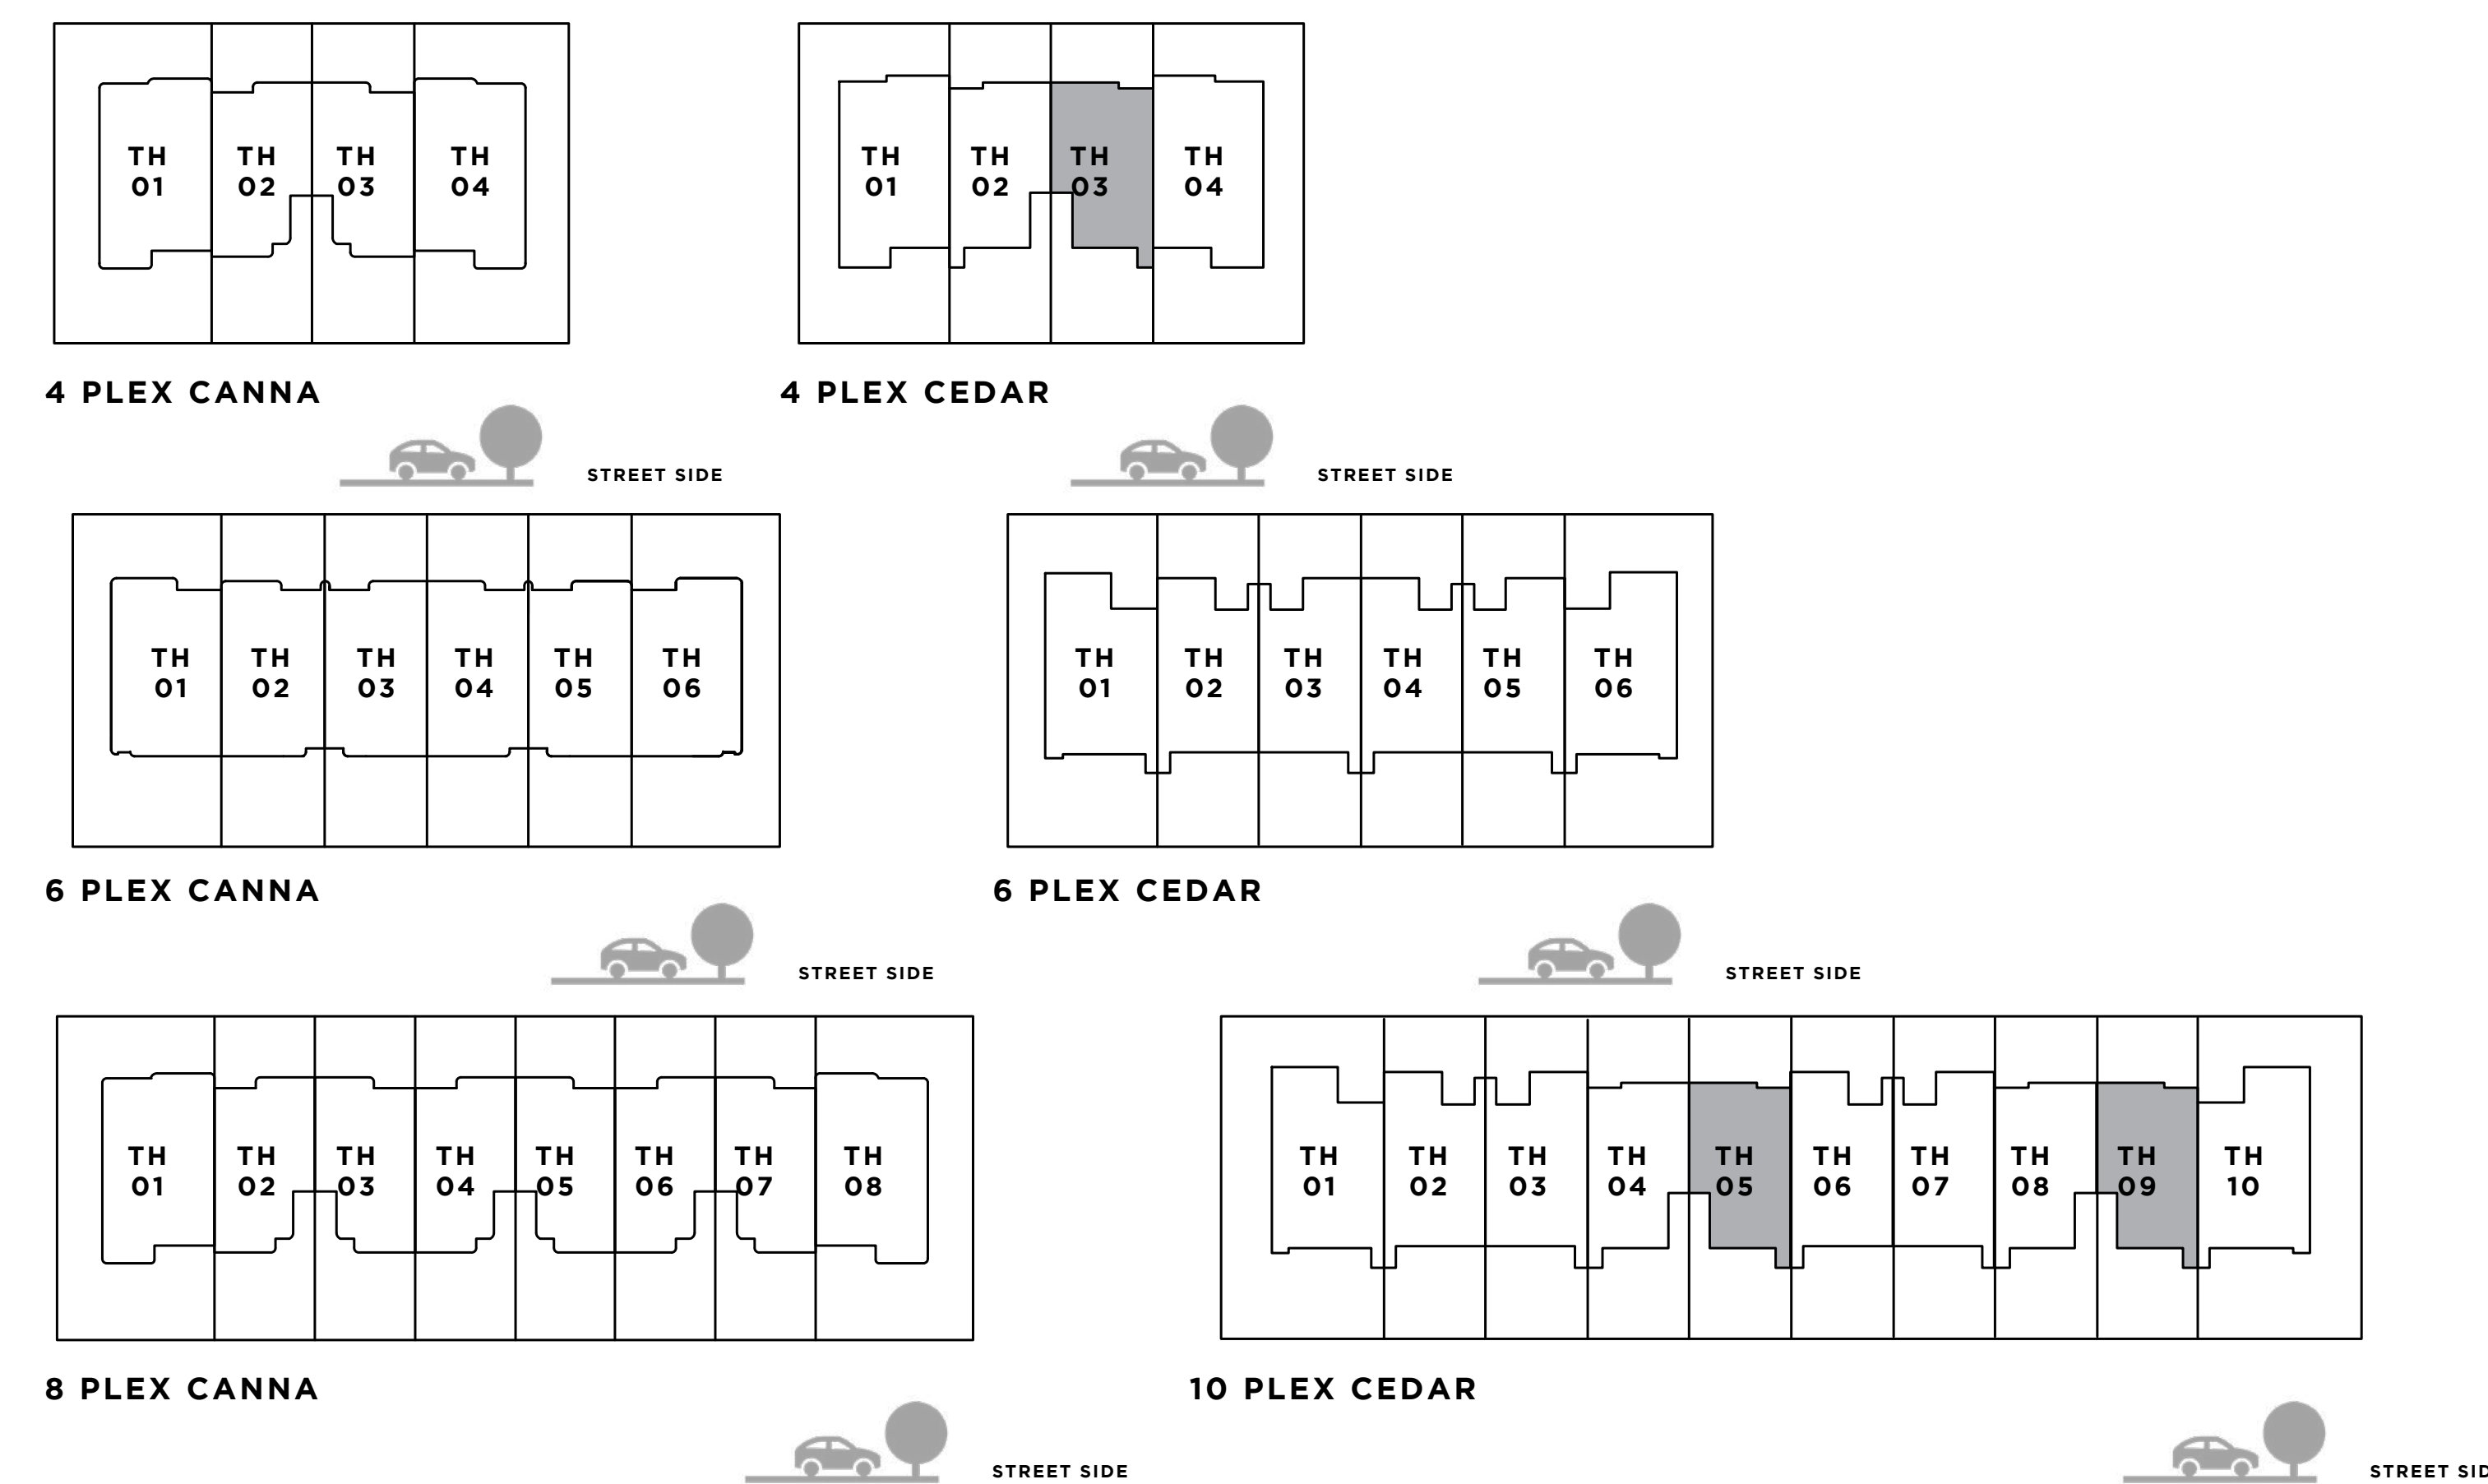 TH
01
TH
02
TH
03
TH
04
4 PLEX CANNA
STREET SIDE
TH
01
TH
02
TH
03
TH
04
4 PLEX CEDAR
STREET SIDE
TH
01
TH
02
TH
03
TH
04
TH
05
TH
06
6 PLEX CANNA
STREET SIDE
TH
01
TH
02
TH
03
TH
04
TH
05
TH
06
6 PLEX CEDAR
STREET SIDE
TH
01
TH
02
TH
03
TH
04
TH
05
TH
06
TH
07
TH
08
8 PLEX CANNA
STREET SIDE
TH
01
TH
02
TH
03
TH
04
TH
05
TH
06
TH
07
TH
08
TH
09
TH
10
10 PLEX CEDAR
STREET